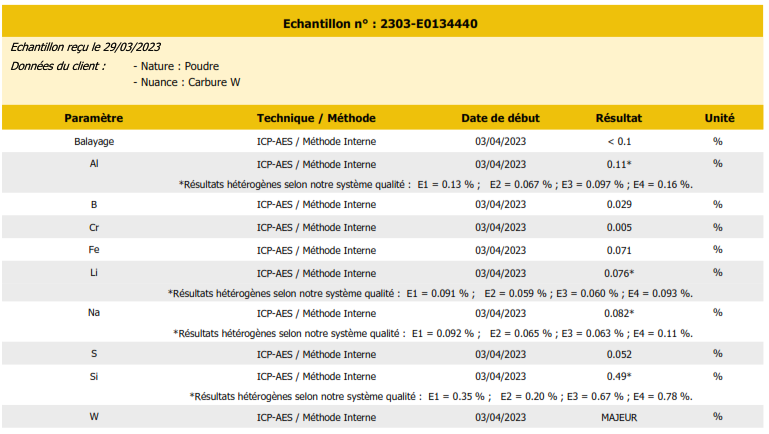 Echantillon n° : 2303-E0134440
Echantillon reçu le 29/03/2023
Données du client : - Nature : Poudre
- Nuance : Carbure W
Paramètre Technique / Méthode Date de début Résultat Unité
Balayage ICP-AES / Méthode Interne 03/04/2023 < 0.1 %
Al ICP-AES / Méthode Interne 03/04/2023 0.11* %
*Résultats hétérogènes selon notre système qualité : E1 = 0.13 % ; E2 = 0.067 % ; E3 = 0.097 % ; E4 = 0.16 %.
B ICP-AES / Méthode Interne 03/04/2023 0.029 %
Cr ICP-AES / Méthode Interne 03/04/2023 0.005 %
Fe ICP-AES / Méthode Interne 03/04/2023 0.071 %
Li ICP-AES / Méthode Interne 03/04/2023 0.076* %
*Résultats hétérogènes selon notre système qualité : E1 = 0.091 % ; E2 = 0.059 % ; E3 = 0.060 % ; E4 = 0.093 %.
Na ICP-AES / Méthode Interne 03/04/2023 0.082* %
*Résultats hétérogènes selon notre système qualité : E1 = 0.092 % ; E2 = 0.065 % ; E3 = 0.063 % ; E4 = 0.11 %.
S ICP-AES / Méthode Interne 03/04/2023 0.052 %
Si ICP-AES / Méthode Interne 03/04/2023 0.49* %
*Résultats hétérogènes selon notre système qualité : E1 = 0.35 % ; E2 = 0.20 % ; E3 = 0.67 % ; E4 = 0.78 %.
W ICP-AES / Méthode Interne 03/04/2023 MAJEUR %